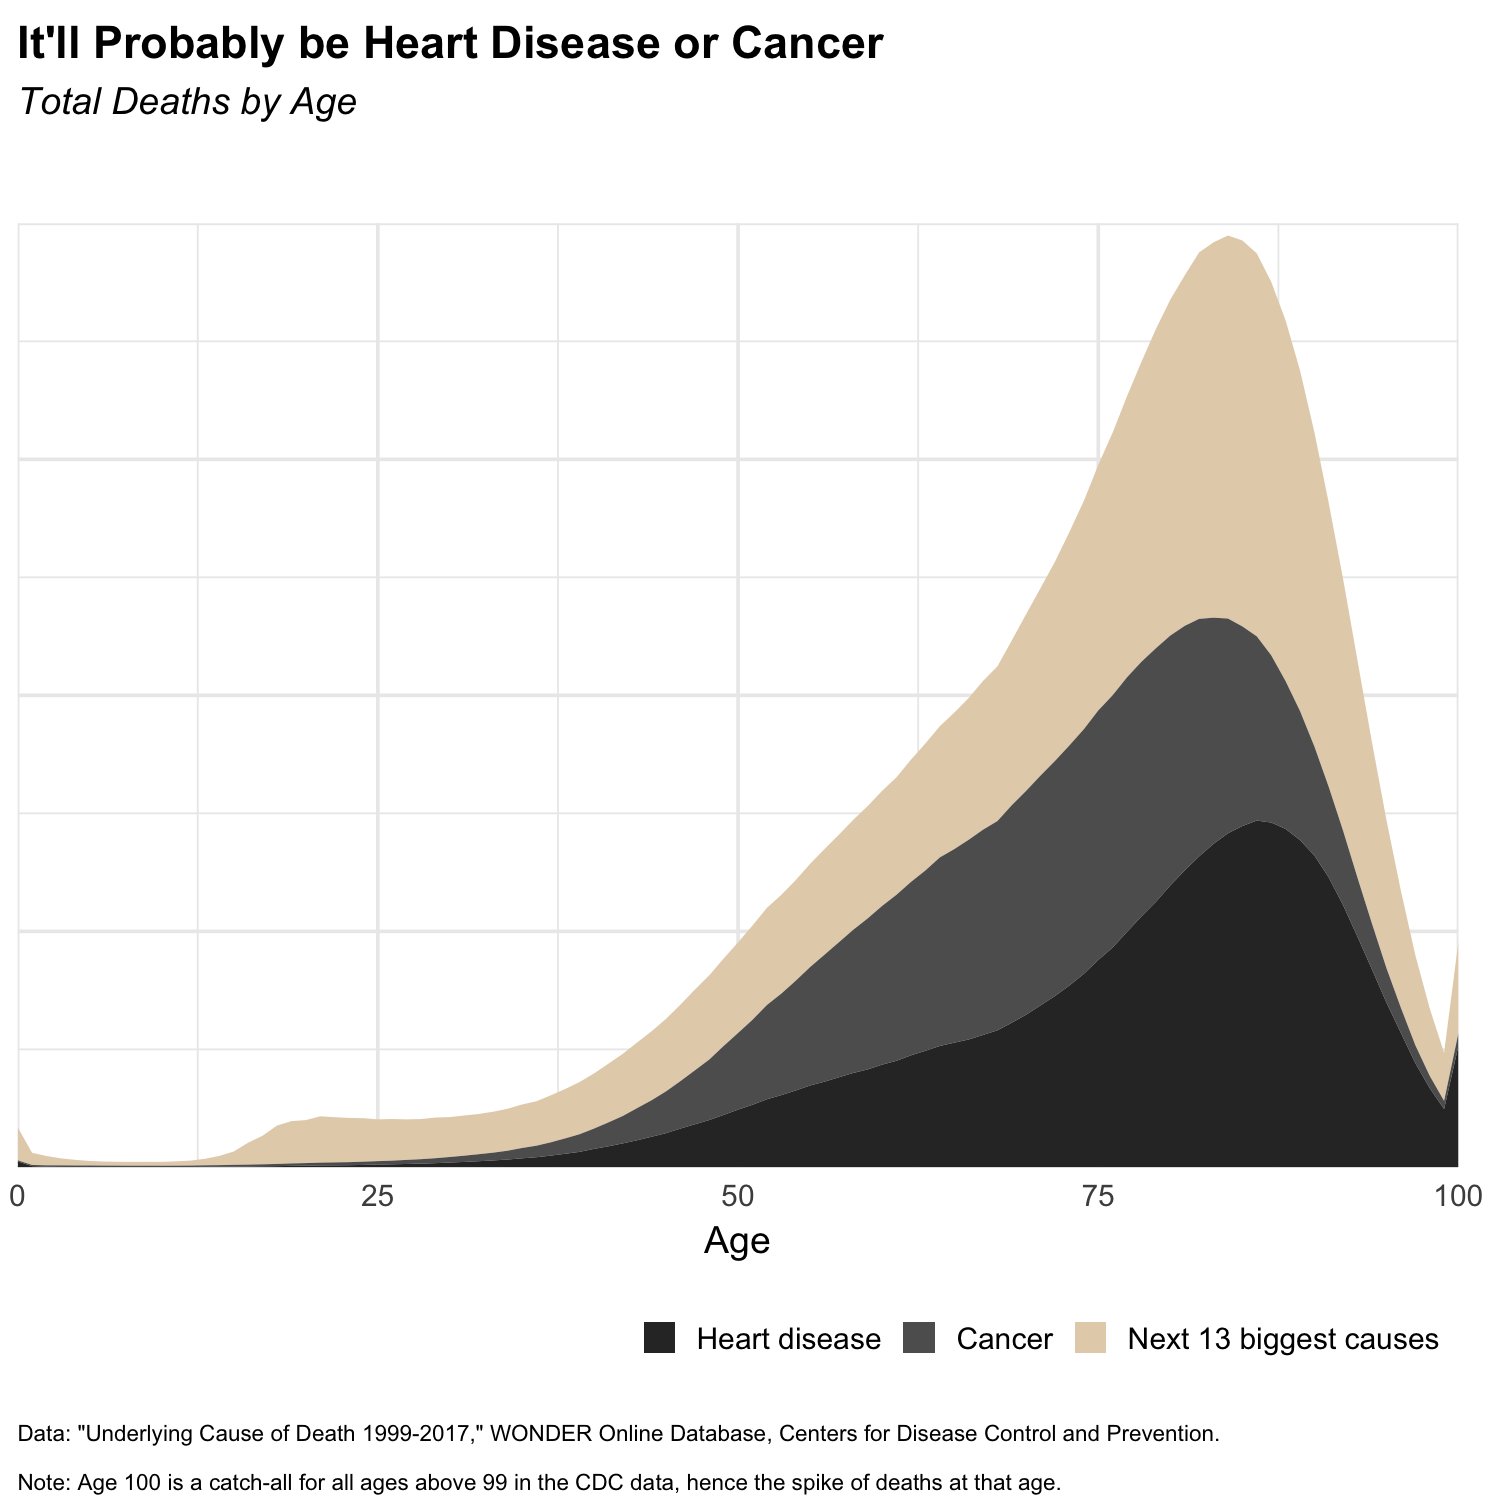 It'll Probably be Heart Disease or Cancer
Total Deaths by Age
0 25 50 75 100
Age
Heart disease Cancer Next 13 biggest causes
Data: "Underlying Cause of Death 1999-2017," WONDER Online Database, Centers for Disease Control and Prevention.
Note: Age 100 is a catch-all for all ages above 99 in the CDC data, hence the spike of deaths at that age.